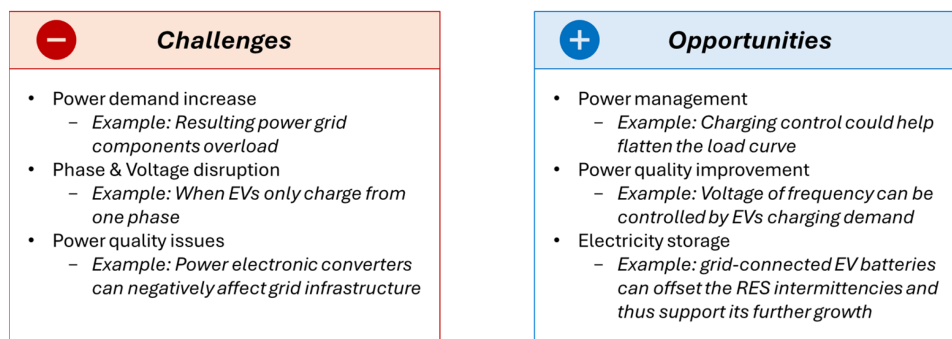 Challenges
• Power demand increase
– Example: Resulting power grid
components overload
• Phase & Voltage disruption
– Example: When EVs only charge from
one phase
• Power quality issues
– Example: Power electronic converters
can negatively affect grid infrastructure
Opportunities
• Power management
– Example: Charging control could help
flatten the load curve
• Power quality improvement
– Example: Voltage of frequency can be
controlled by EVs charging demand
• Electricity storage
– Example: grid-connected EV batteries
can offset the RES intermittencies and
thus support its further growth